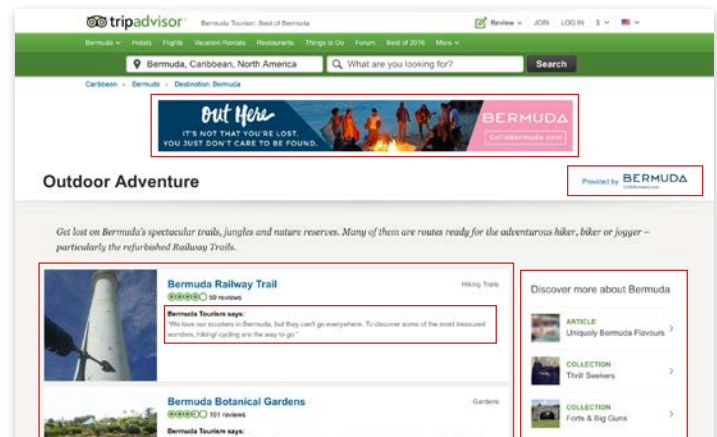 tripadvisor
Bermuda Tourism: Best of Bermuda
Review JOIN LOG IN $
Bermuda Hotels Flights Vacation Rentals Restaurants Things to Do Forum Best of 2016 More
Bermuda, Caribbean, North America
What are you looking for?
Search
Caribbean › Bermuda › Destination: Bermuda
Out Here
IT'S NOT THAT YOU'RE LOST.
YOU JUST DON'T CARE TO BE FOUND.
BERMUDA
GoToBermuda.com
Outdoor Adventure
Provided by BERMUDA
GoToBermuda.com
Get lost on Bermuda's spectacular trails, jungles and nature reserves. Many of them are routes ready for the adventurous hiker, biker or jogger –
particularly the refurbished Railway Trails.
Bermuda Railway Trail
Hiking Trails
59 reviews
Bermuda Tourism says:
"We love our scooters in Bermuda, but they can't go everywhere. To discover some of the most treasured
wonders, hiking/ cycling are the way to go."
Discover more about Bermuda
ARTICLE
Uniquely Bermuda Flavours
COLLECTION
Thrill Seekers
COLLECTION
Forts & Big Guns
Bermuda Botanical Gardens
Gardens
101 reviews
Bermuda Tourism says: